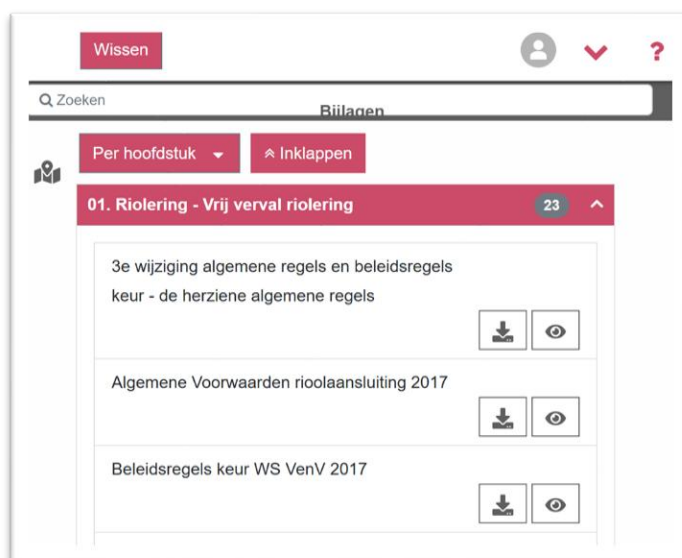 Wissen
?
Zoeken
Bijlagen
Per hoofdstuk
Inklappen
01. Riolering - Vrij verval riolering 23
3e wijziging algemene regels en beleidsregels
keur - de herziene algemene regels
Algemene Voorwaarden rioolaansluiting 2017
Beleidsregels keur WS VenV 2017